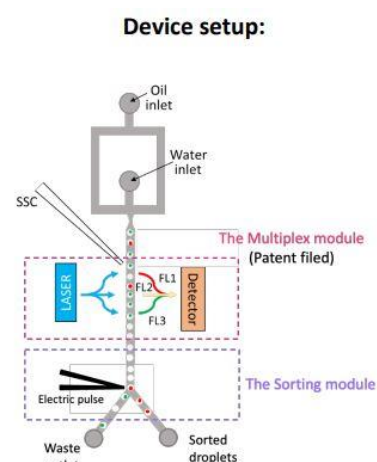 Device setup:
Oil
inlet
Water
inlet
SSC
The Multiplex module
(Patent filed)
LASER
FL1
FL2
FL3
Detector
The Sorting module
Electric pulse
Waste
Sorted
droplets